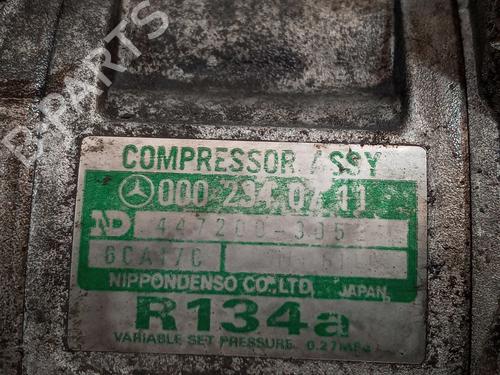 B-PARTS
COMPRESSOR ASSY
000 234 07 11
ND 447200-305
6CA17C
NIPPONDENSO CO., LTD. JAPAN
R134a
VARIABLE SET PRESSURE 0.27MPa